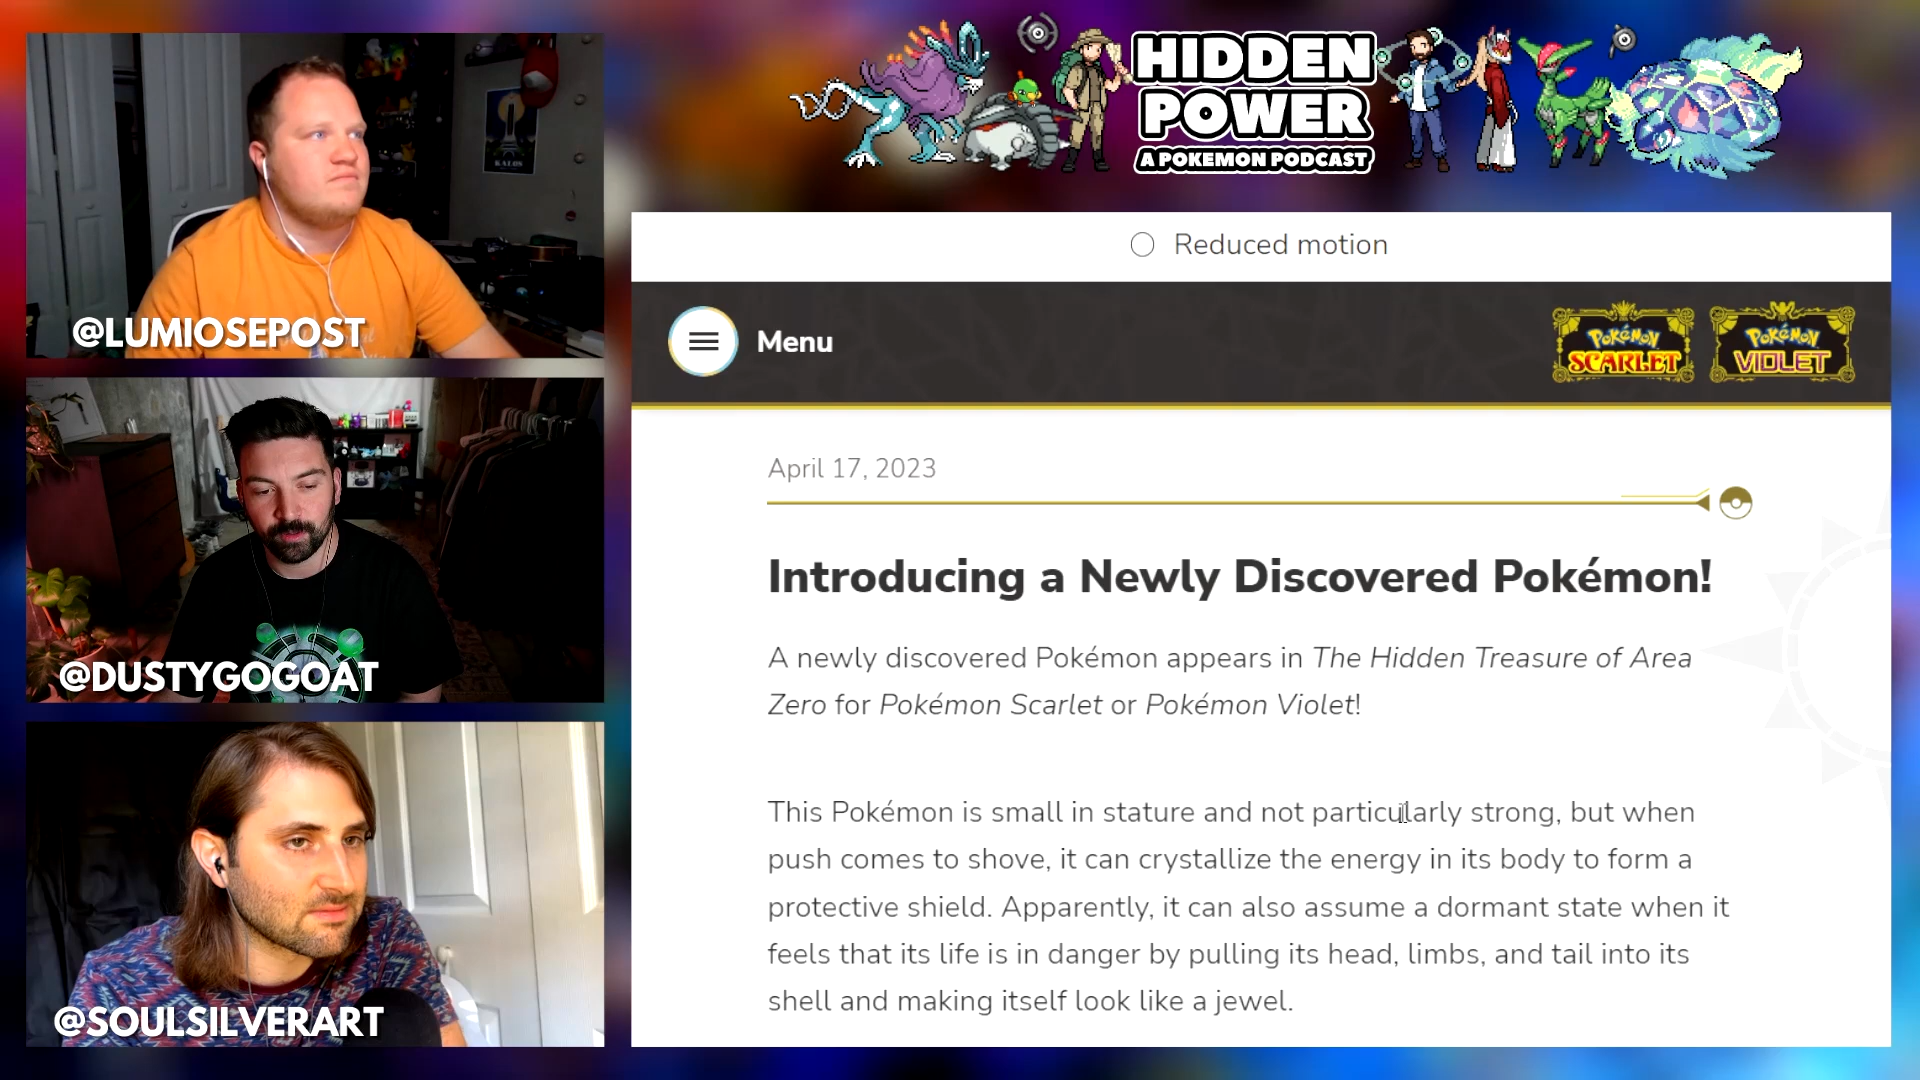 HIDDEN
POWER
A POKEMON PODCAST
KALOS
@LUMIOSEPOST
@DUSTYGOGOAT
@SOULSILVERART
Reduced motion
Menu
POKÉMON
SCARLET
POKÉMON
VIOLET
April 17, 2023
Introducing a Newly Discovered Pokémon!
A newly discovered Pokémon appears in The Hidden Treasure of Area
Zero for Pokémon Scarlet or Pokémon Violet!
This Pokémon is small in stature and not particularly strong, but when
push comes to shove, it can crystallize the energy in its body to form a
protective shield. Apparently, it can also assume a dormant state when it
feels that its life is in danger by pulling its head, limbs, and tail into its
shell and making itself look like a jewel.